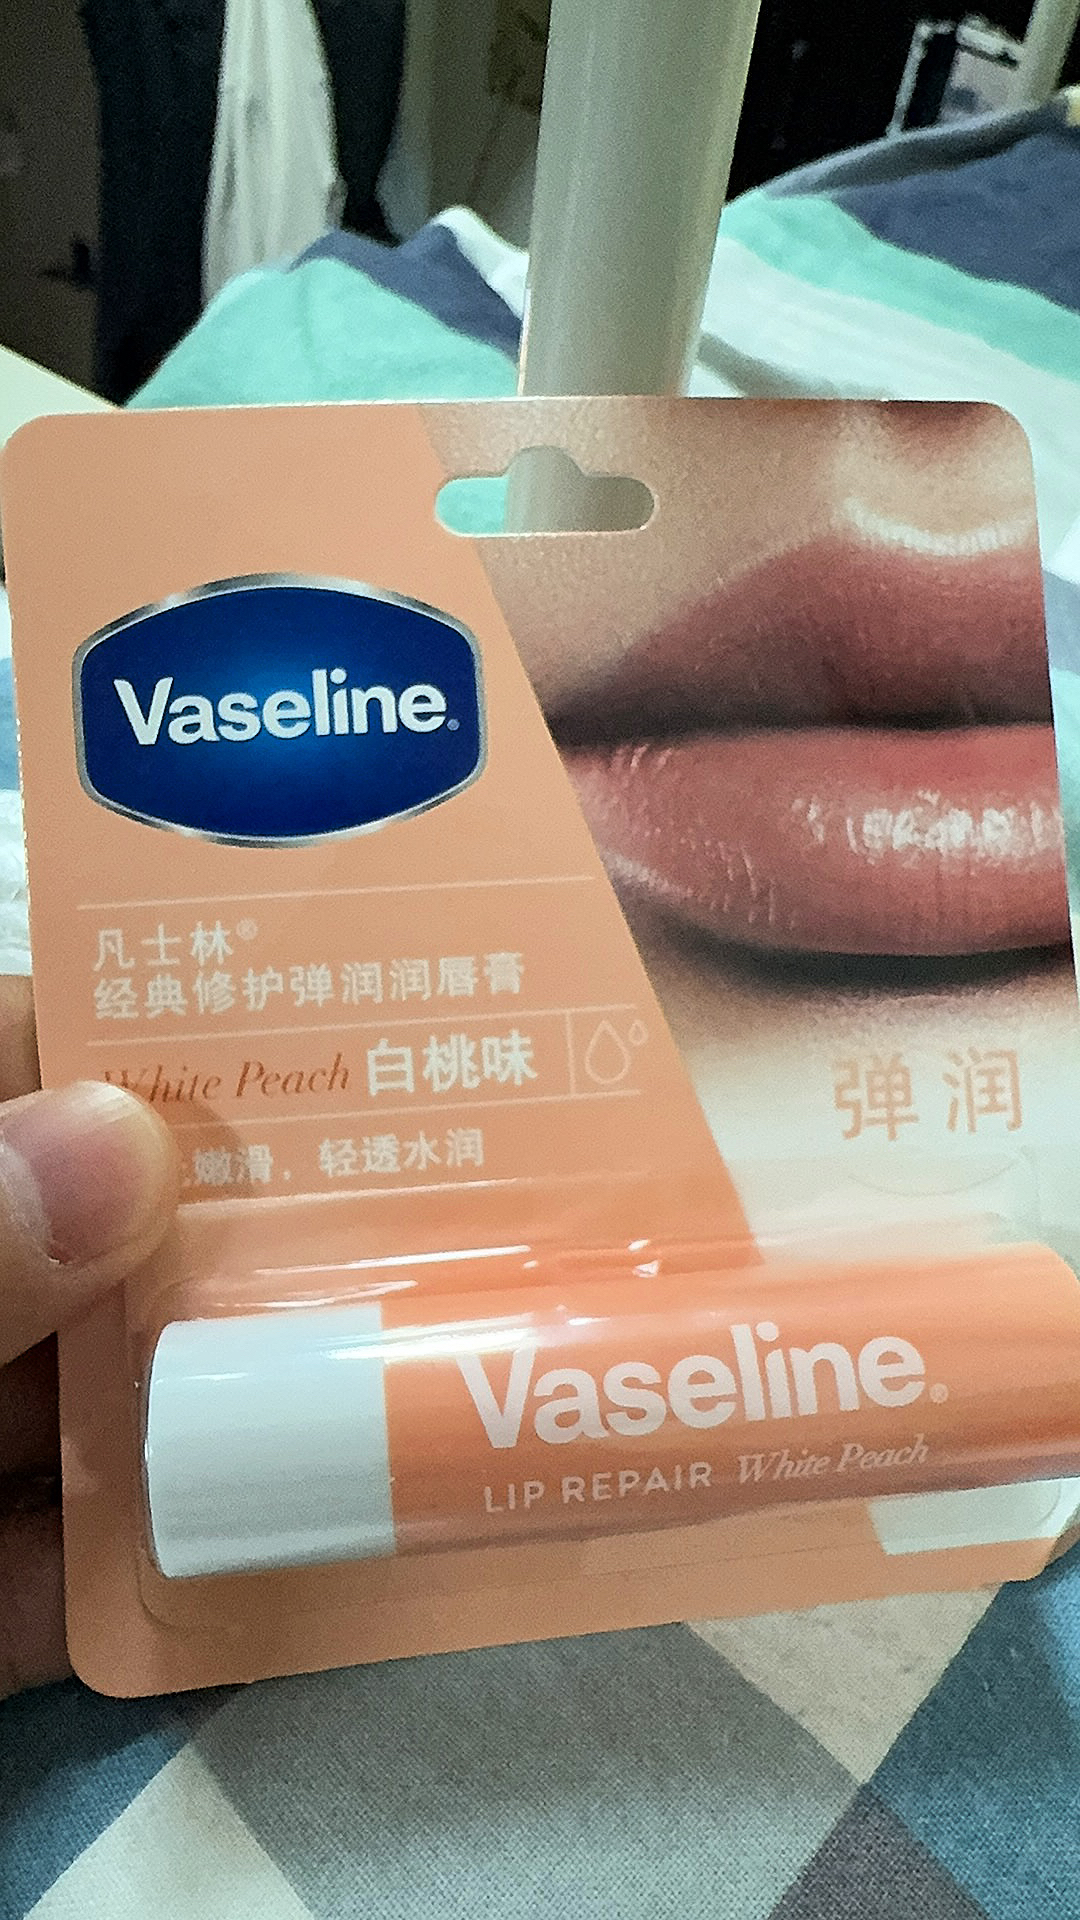 Vaseline®
凡士林®
经典修护弹润润唇膏
White Peach 白桃味
嫩滑，轻透水润
弹润
Vaseline®
LIP REPAIR White Peach